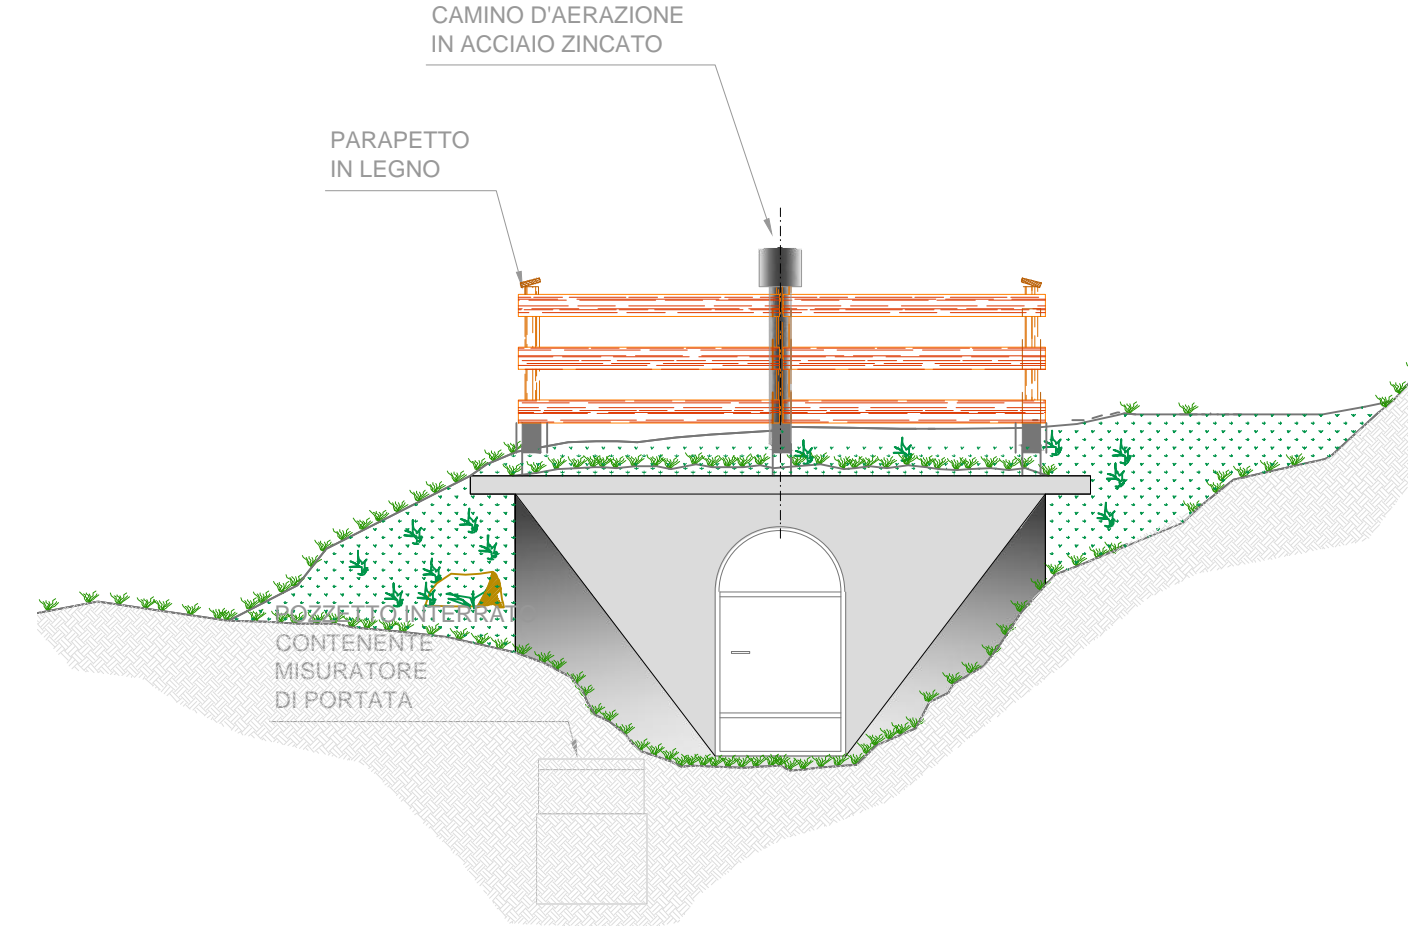 CAMINO D'AERAZIONE
IN ACCIAIO ZINCATO
PARAPETTO
IN LEGNO
POZZETTO INTERRATO
CONTENENTE
MISURATORE
DI PORTATA